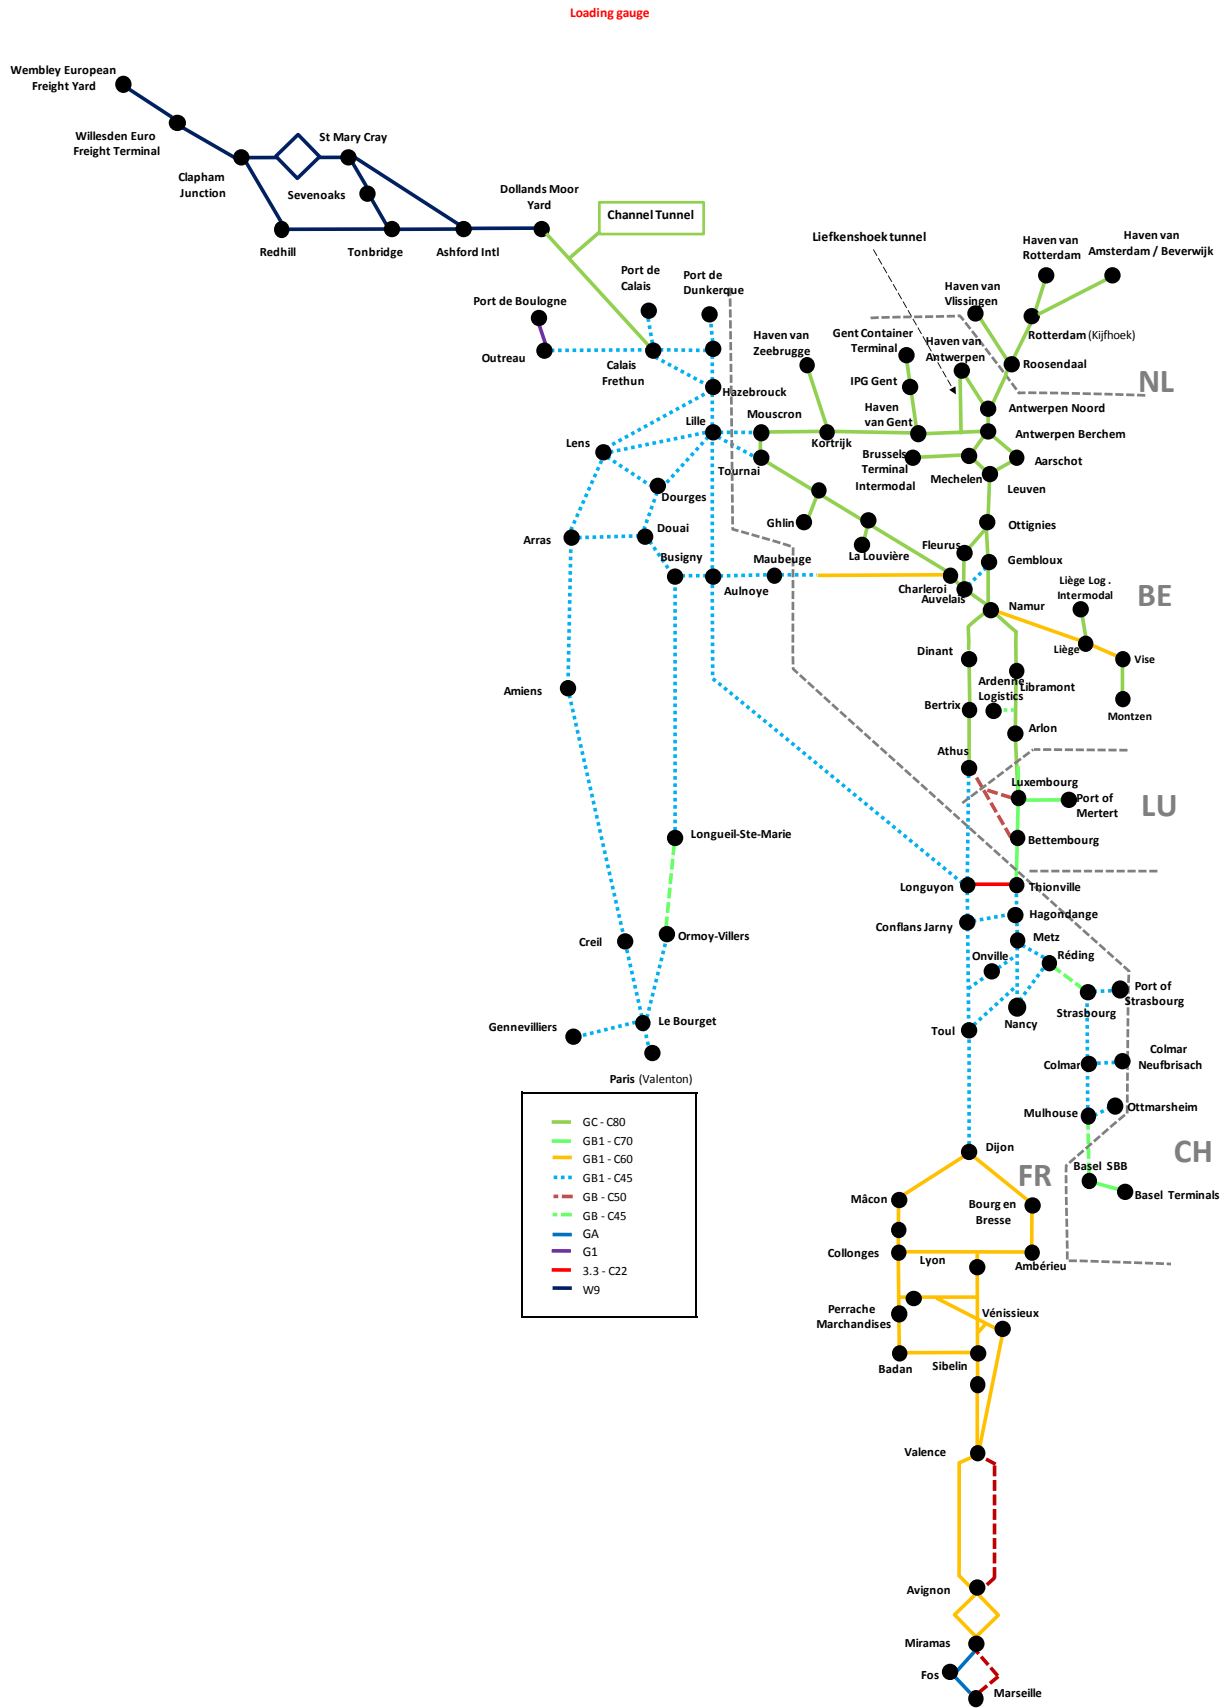 Loading gauge
Wembley European
Freight Yard
Willesden Euro
Freight Terminal
St Mary Cray
Clapham
Junction
Sevenoaks
Dollands Moor
Yard
Channel Tunnel
Redhill
Tonbridge
Ashford Intl
Liefkenshoek tunnel
Haven van
Rotterdam
Haven van
Amsterdam / Beverwijk
Port de
Calais
Port de
Dunkerque
Haven van
Vlissingen
Port de Boulogne
Outreau
Calais
Frethun
Haven van
Zeebrugge
Gent Container
Terminal
Haven van
Antwerpen
Rotterdam (Kijfhoek)
Roosendaal
NL
IPG Gent
Hazebrouck
Mouscron
Haven
van Gent
Antwerpen Noord
Lille
Kortrijk
Antwerpen Berchem
Lens
Tournai
Brussels
Terminal
Intermodal
Mechelen
Aarschot
Leuven
Dourges
Ghlin
Ottignies
Arras
Douai
La Louvière
Fleurus
Gembloux
Busigny
Maubeuge
Aulnoye
Charleroi
Auvelais
Namur
Liège Log .
Intermodal
BE
Liège
Vise
Dinant
Amiens
Ardenne
Logistics
Libramont
Bertrix
Montzen
Arlon
Athus
Luxembourg
Port of
Mertert
LU
Longueil-Ste-Marie
Bettembourg
Longuyon
Thionville
Conflans Jarny
Hagondange
Creil
Ormoy-Villers
Metz
Onville
Réding
Port of
Strasbourg
Strasbourg
Gennevilliers
Le Bourget
Toul
Nancy
Colmar
Colmar
Neufbrisach
Paris (Valenton)
Mulhouse
Ottmarsheim
GC - C80
GB1 - C70
GB1 - C60
GB1 - C45
GB - C50
GB - C45
GA
G1
3.3 - C22
W9
Dijon
FR
CH
Basel SBB
Basel Terminals
Mâcon
Bourg en
Bresse
Collonges
Lyon
Ambérieu
Perrache
Marchandises
Vénissieux
Badan
Sibelin
Valence
Avignon
Miramas
Fos
Marseille